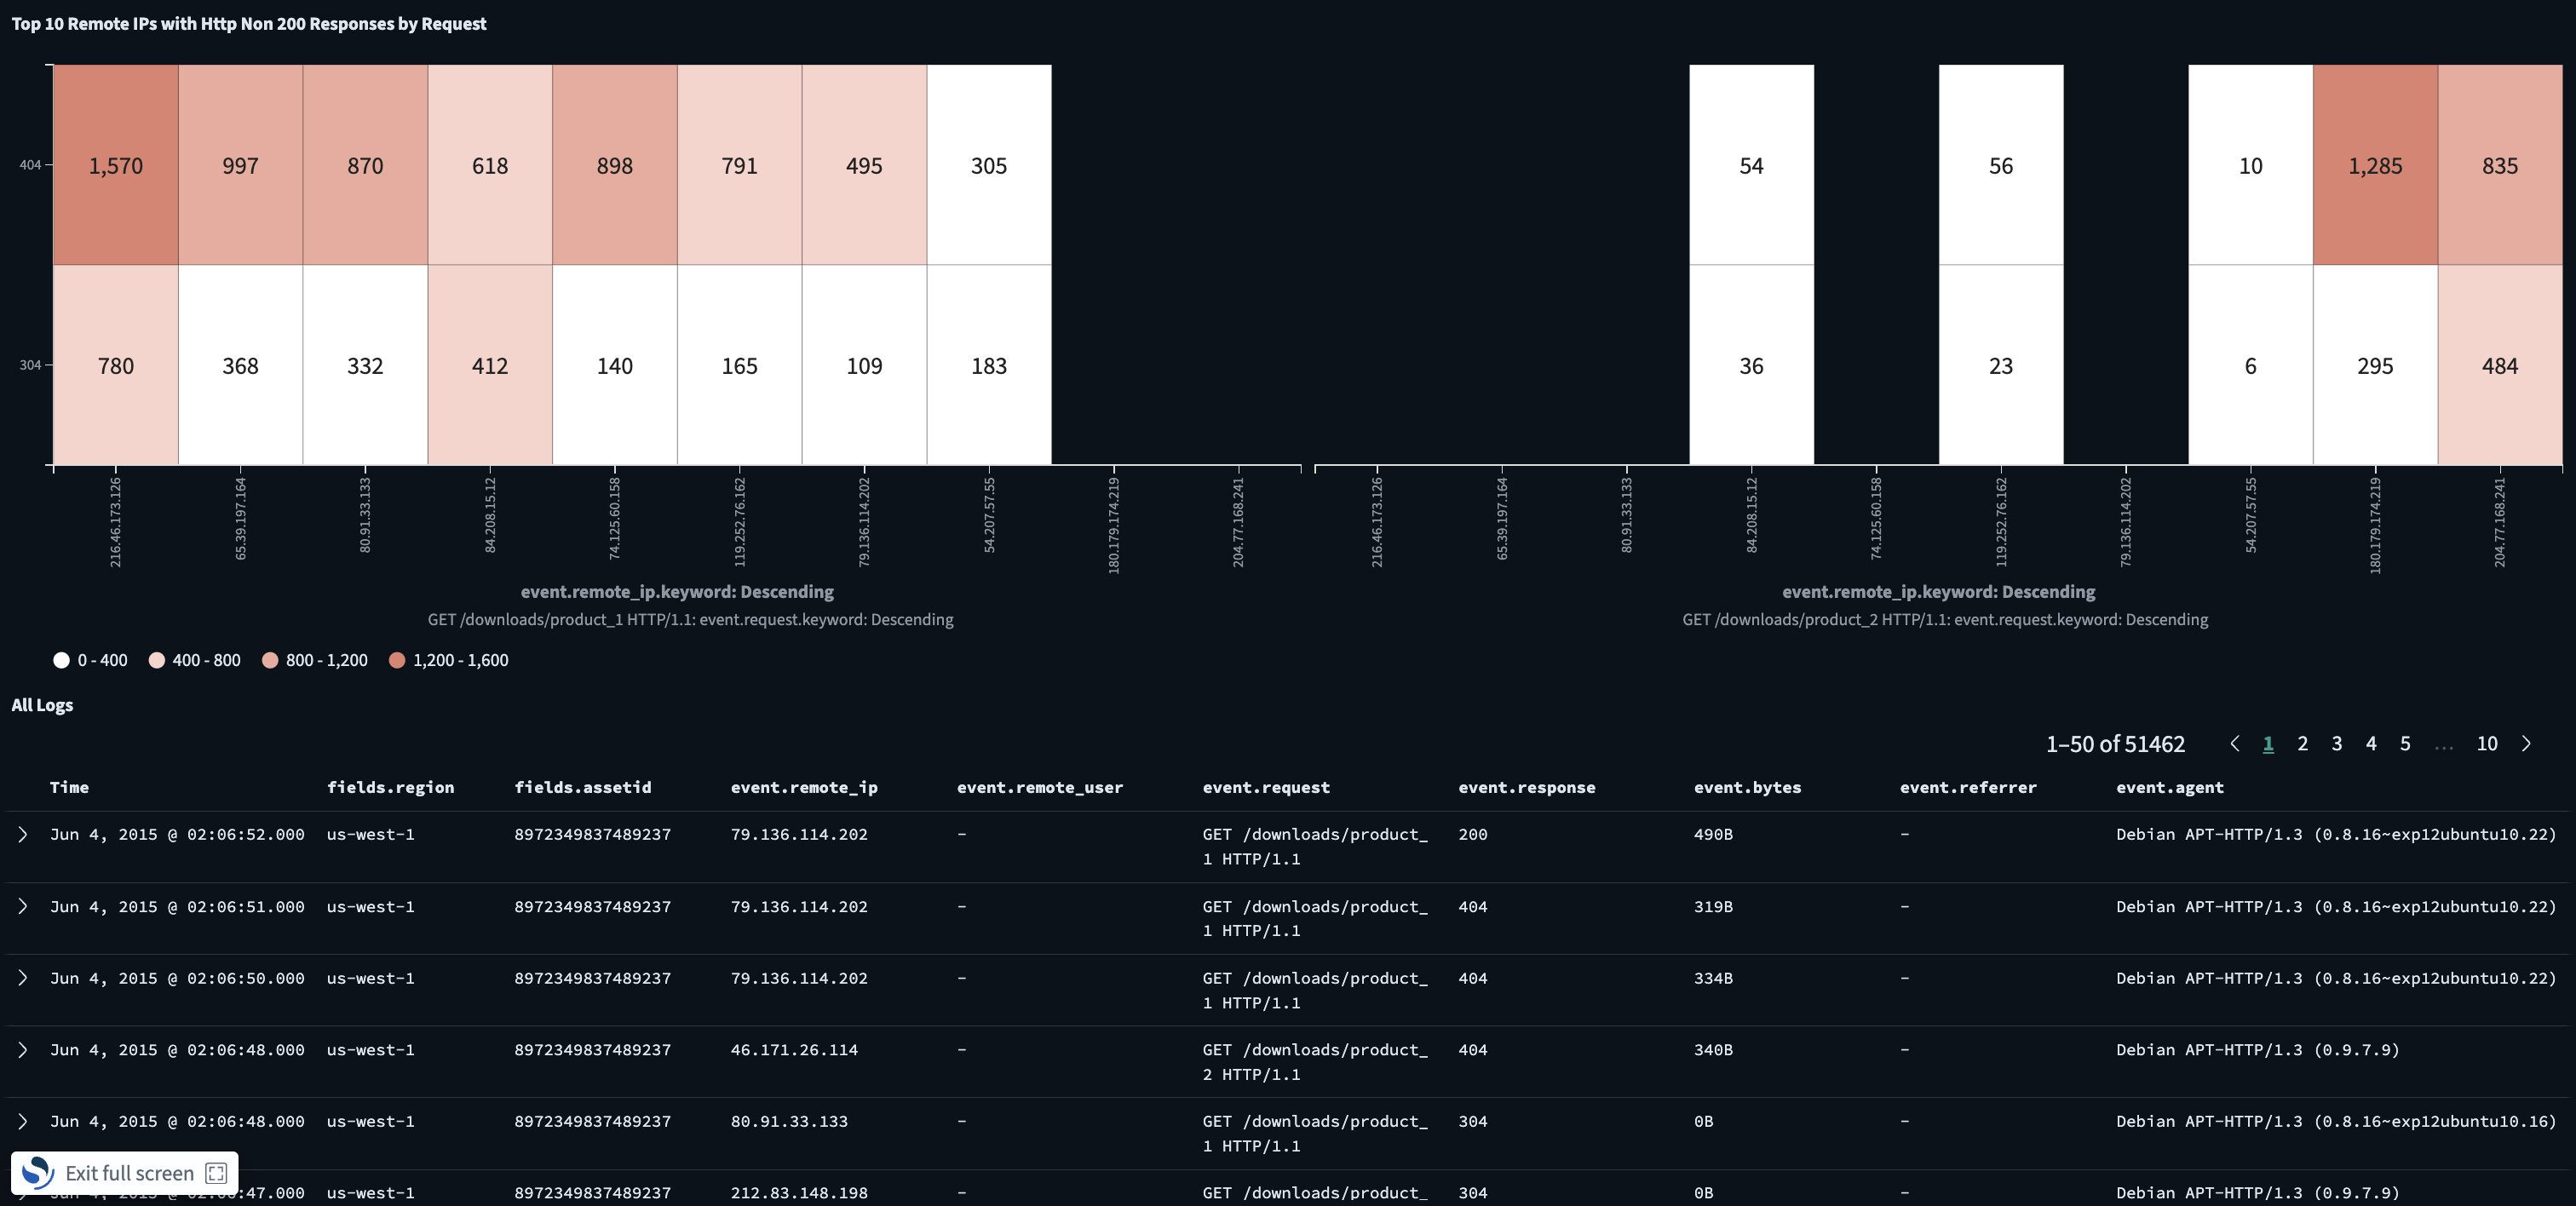 Top 10 Remote IPs with Http Non 200 Responses by Request
404
1,570 997 870 618 898 791 495 305 54 56 10 1,285 835
304
780 368 332 412 140 165 109 183 36 23 6 295 484
216.46.173.126
65.39.197.164
80.91.33.133
84.208.15.12
74.125.60.158
119.252.76.162
79.136.114.202
54.207.57.55
180.179.174.219
204.77.168.241
216.46.173.126
65.39.197.164
80.91.33.133
84.208.15.12
74.125.60.158
119.252.76.162
79.136.114.202
54.207.57.55
180.179.174.219
204.77.168.241
event.remote_ip.keyword: Descending
GET /downloads/product_1 HTTP/1.1: event.request.keyword: Descending
event.remote_ip.keyword: Descending
GET /downloads/product_2 HTTP/1.1: event.request.keyword: Descending
0 - 400 400 - 800 800 - 1,200 1,200 - 1,600
All Logs
1–50 of 51462 1 2 3 4 5 ... 10
Time fields.region fields.assetid event.remote_ip event.remote_user event.request event.response event.bytes event.referrer event.agent
Jun 4, 2015 @ 02:06:52.000 us-west-1 8972349837489237 79.136.114.202 - GET /downloads/product_ 200 490B - Debian APT-HTTP/1.3 (0.8.16~exp12ubuntu10.22)
1 HTTP/1.1
Jun 4, 2015 @ 02:06:51.000 us-west-1 8972349837489237 79.136.114.202 - GET /downloads/product_ 404 319B - Debian APT-HTTP/1.3 (0.8.16~exp12ubuntu10.22)
1 HTTP/1.1
Jun 4, 2015 @ 02:06:50.000 us-west-1 8972349837489237 79.136.114.202 - GET /downloads/product_ 404 334B - Debian APT-HTTP/1.3 (0.8.16~exp12ubuntu10.22)
1 HTTP/1.1
Jun 4, 2015 @ 02:06:48.000 us-west-1 8972349837489237 46.171.26.114 - GET /downloads/product_ 404 340B - Debian APT-HTTP/1.3 (0.9.7.9)
2 HTTP/1.1
Jun 4, 2015 @ 02:06:48.000 us-west-1 8972349837489237 80.91.33.133 - GET /downloads/product_ 304 0B - Debian APT-HTTP/1.3 (0.8.16~exp12ubuntu10.16)
1 HTTP/1.1
Exit full screen
:47.000 us-west-1 8972349837489237 212.83.148.198 - GET /downloads/product_ 304 0B - Debian APT-HTTP/1.3 (0.9.7.9)